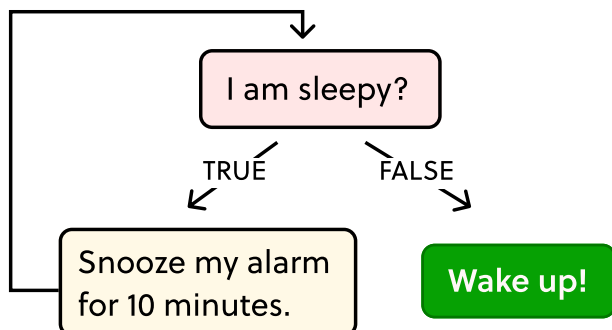 I am sleepy?
TRUE
FALSE
Snooze my alarm
for 10 minutes.
Wake up!